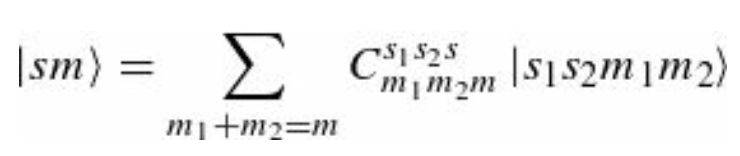 |sm⟩ = ∑_{m₁+m₂=m} C^{s₁s₂s}_{m₁m₂m} |s₁s₂m₁m₂⟩